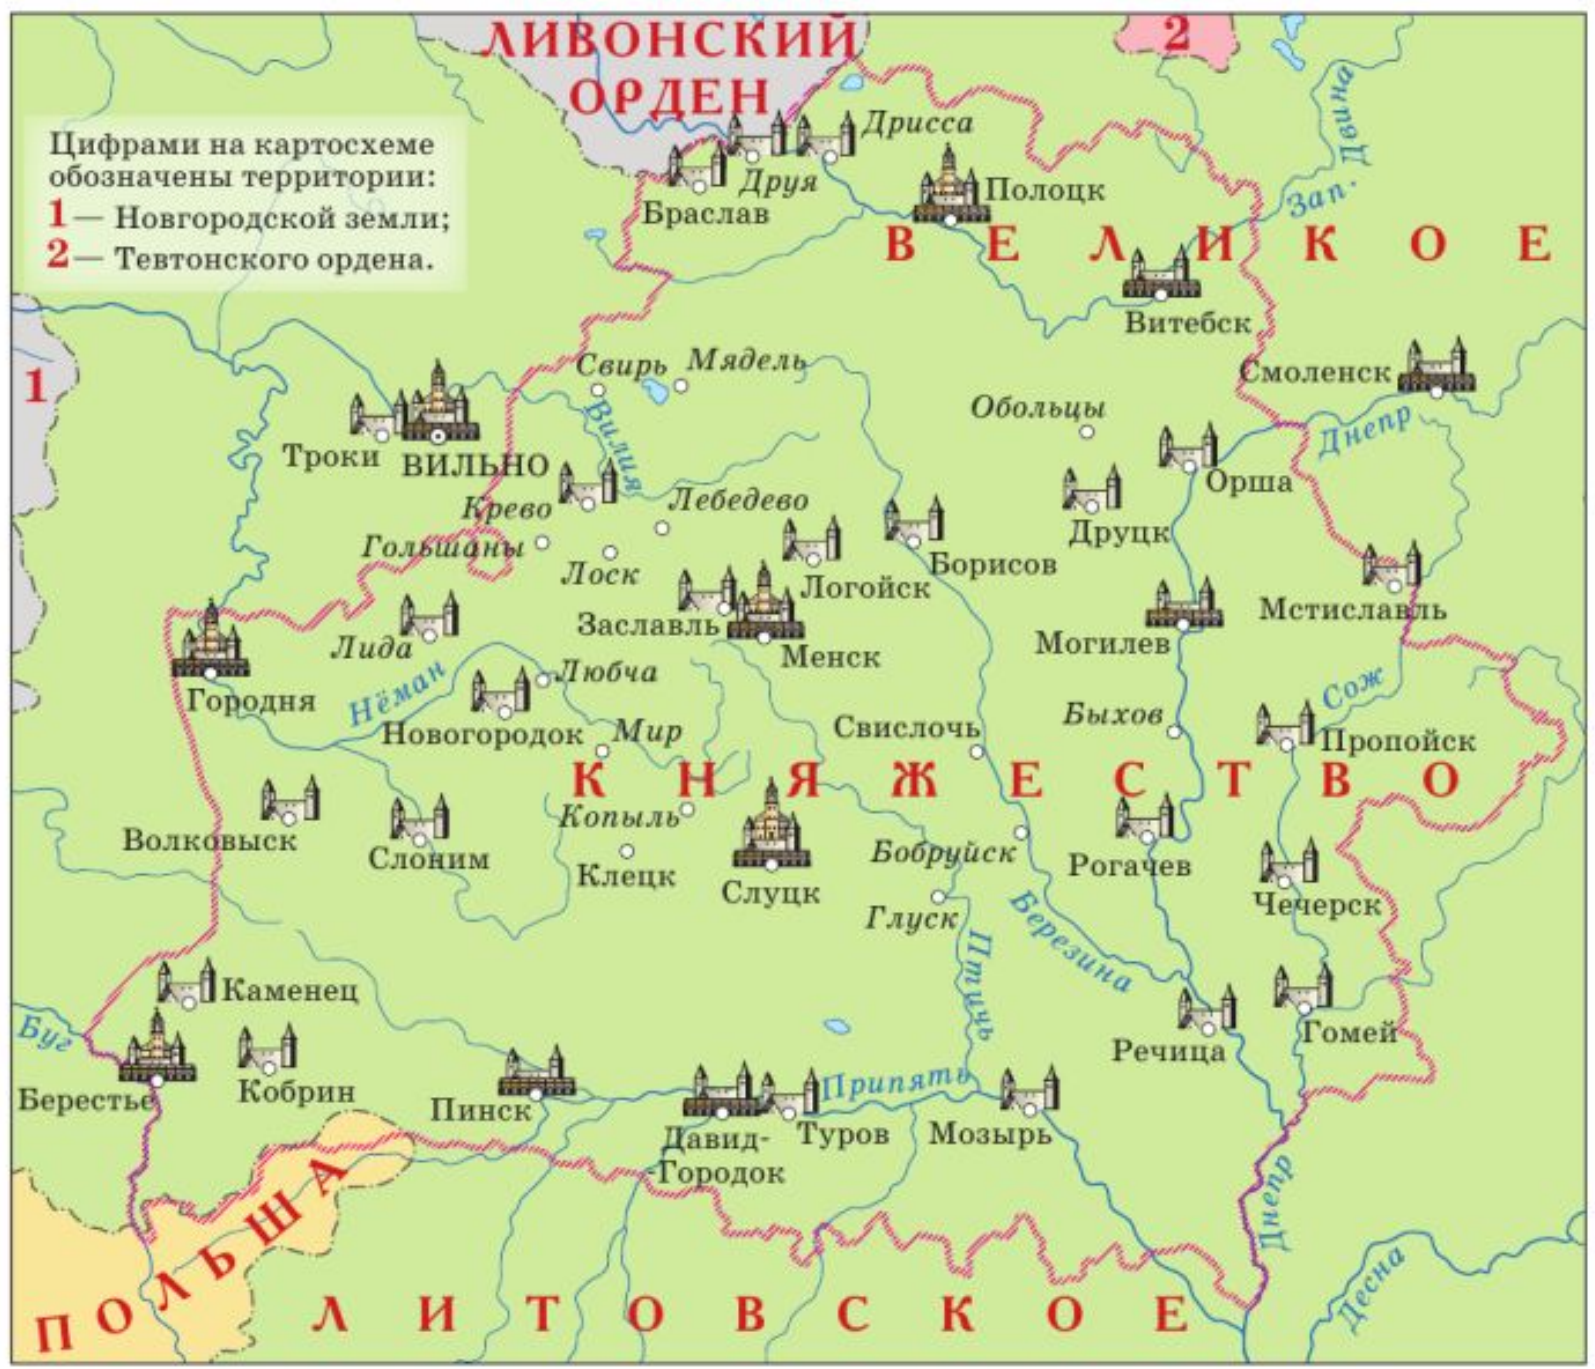 ЛИВОНСКИЙ
ОРДЕН
2
Зап. Двина
Цифрами на картосхеме
обозначены территории:
1 — Новгородской земли;
2 — Тевтонского ордена.
Дрисса
Друя
Браслав
Полоцк
ВЕЛИКОЕ
Витебск
1
Свирь
Мядель
Смоленск
Обольцы
Днепр
Троки
ВИЛЬНО
Вилия
Орша
Крево
Лебедево
Друцк
Гольшаны
Лоск
Логойск
Борисов
Заславль
Мстиславль
Лида
Менск
Могилев
Городня
Нёман
Любча
Сож
Новогородок
Мир
Свислочь
Быхов
Пропойск
КНЯЖЕСТВО
Волковыск
Слоним
Копыль
Клецк
Слуцк
Бобруйск
Рогачев
Глуск
Чечерск
Березина
Птичь
Каменец
Буг
Речица
Гомей
Берестье
Кобрин
Пинск
Припять
Давид-
-Городок
Туров
Мозырь
ПОЛЬША
Днепр
Десна
ЛИТОВСКОЕ